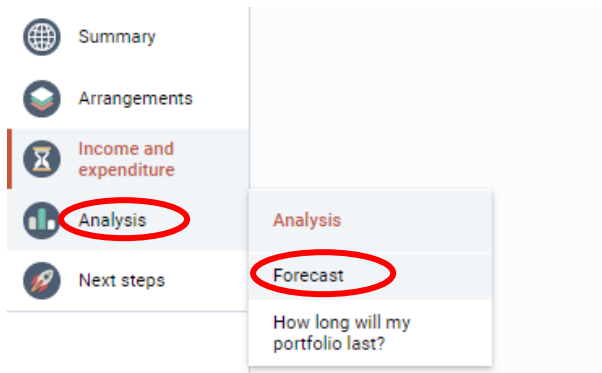 Summary
Arrangements
Income and
expenditure
Analysis
Next steps
Analysis
Forecast
How long will my
portfolio last?